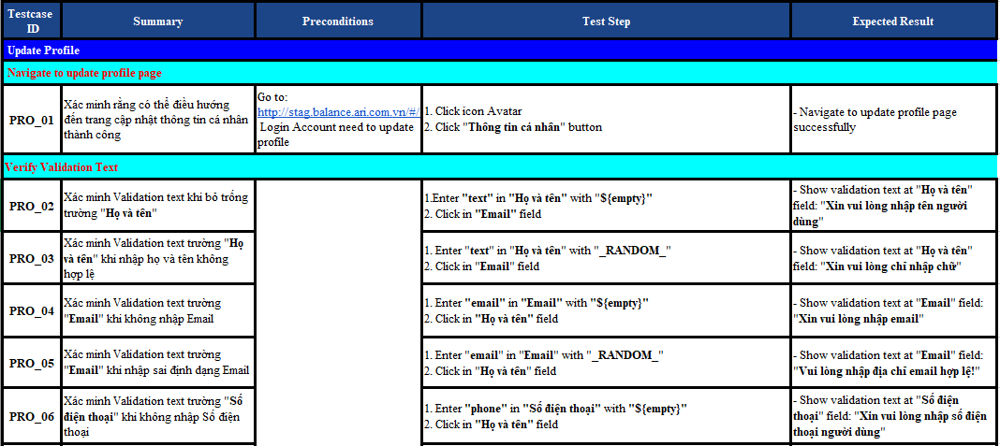 Testcase ID
Summary
Preconditions
Test Step
Expected Result
Update Profile
Navigate to update profile page
PRO_01
Xác minh rằng có thể điều hướng
đến trang cập nhật thông tin cá nhân
thành công
Go to:
http://stag.balance.ari.com.vn/#/
Login Account need to update
profile
1. Click icon Avatar
2. Click "Thông tin cá nhân" button
- Navigate to update profile page
successfully
Verify Validation Text
PRO_02
Xác minh Validation text khi bỏ trống
trường "Họ và tên"
1.Enter "text" in "Họ và tên" with "${empty}"
2. Click in "Email" field
- Show validation text at "Họ và tên"
field: "Xin vui lòng nhập tên người
dùng"
PRO_03
Xác minh Validation text trường "Họ
và tên" khi nhập họ và tên không
hợp lệ
1. Enter "text" in "Họ và tên" with "_RANDOM_"
2. Click in "Email" field
- Show validation text at "Họ và tên"
field: "Xin vui lòng chỉ nhập chữ"
PRO_04
Xác minh Validation text trường
"Email" khi không nhập Email
1. Enter "email" in "Email" with "${empty}"
2. Click in "Họ và tên" field
- Show validation text at "Email" field:
"Xin vui lòng nhập email"
PRO_05
Xác minh Validation text trường
"Email" khi nhập sai định dạng Email
1. Enter "email" in "Email" with "_RANDOM_"
2. Click in "Họ và tên" field
- Show validation text at "Email" field:
"Vui lòng nhập địa chỉ email hợp lệ!"
PRO_06
Xác minh Validation text trường "Số
điện thoại" khi không nhập Số điện
thoại
1. Enter "phone" in "Số điện thoại" with "${empty}"
2. Click in "Họ và tên" field
- Show validation text at "Số điện
thoại" field: "Xin vui lòng nhập số điện
thoại người dùng"